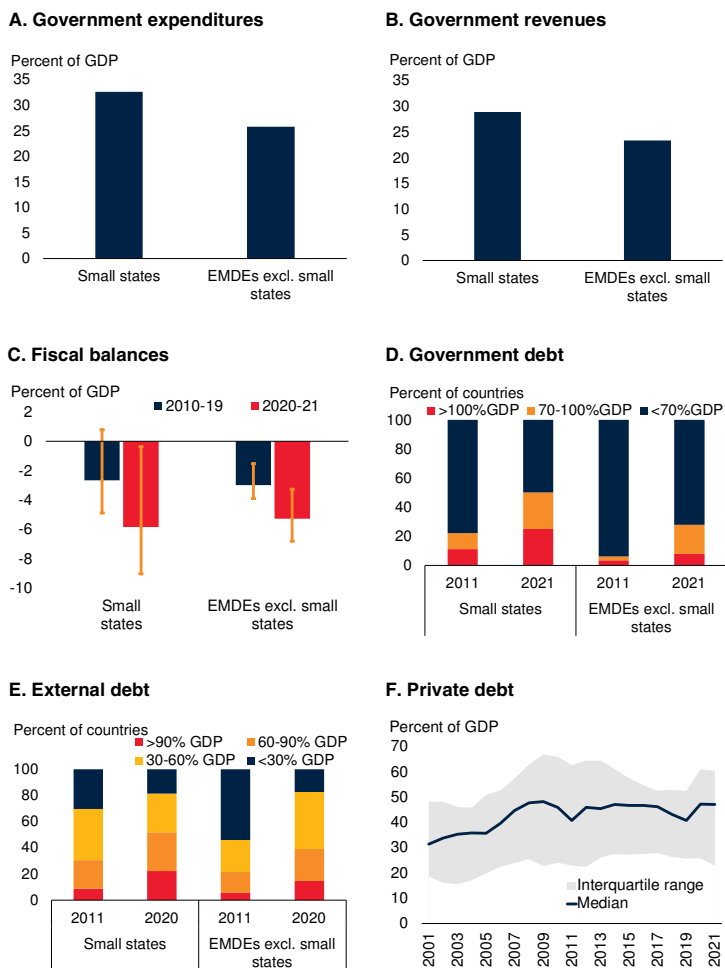 A. Government expenditures
Percent of GDP
35
30
25
20
15
10
5
0
Small states
EMDEs excl. small
states
B. Government revenues
Percent of GDP
35
30
25
20
15
10
5
0
Small states
EMDEs excl. small
states
C. Fiscal balances
Percent of GDP
2010-19 2020-21
2
0
-2
-4
-6
-8
-10
Small
states
EMDEs excl. small
states
D. Government debt
Percent of countries
>100%GDP 70-100%GDP <70%GDP
100
80
60
40
20
0
2011 2021 2011 2021
Small states
EMDEs excl. small
states
E. External debt
Percent of countries
>90% GDP 60-90% GDP
30-60% GDP <30% GDP
100
80
60
40
20
0
2011 2020 2011 2020
Small states
EMDEs excl. small
states
F. Private debt
Percent of GDP
70
60
50
40
30
20
10
0
Interquartile range
Median
2001
2003
2005
2007
2009
2011
2013
2015
2017
2019
2021